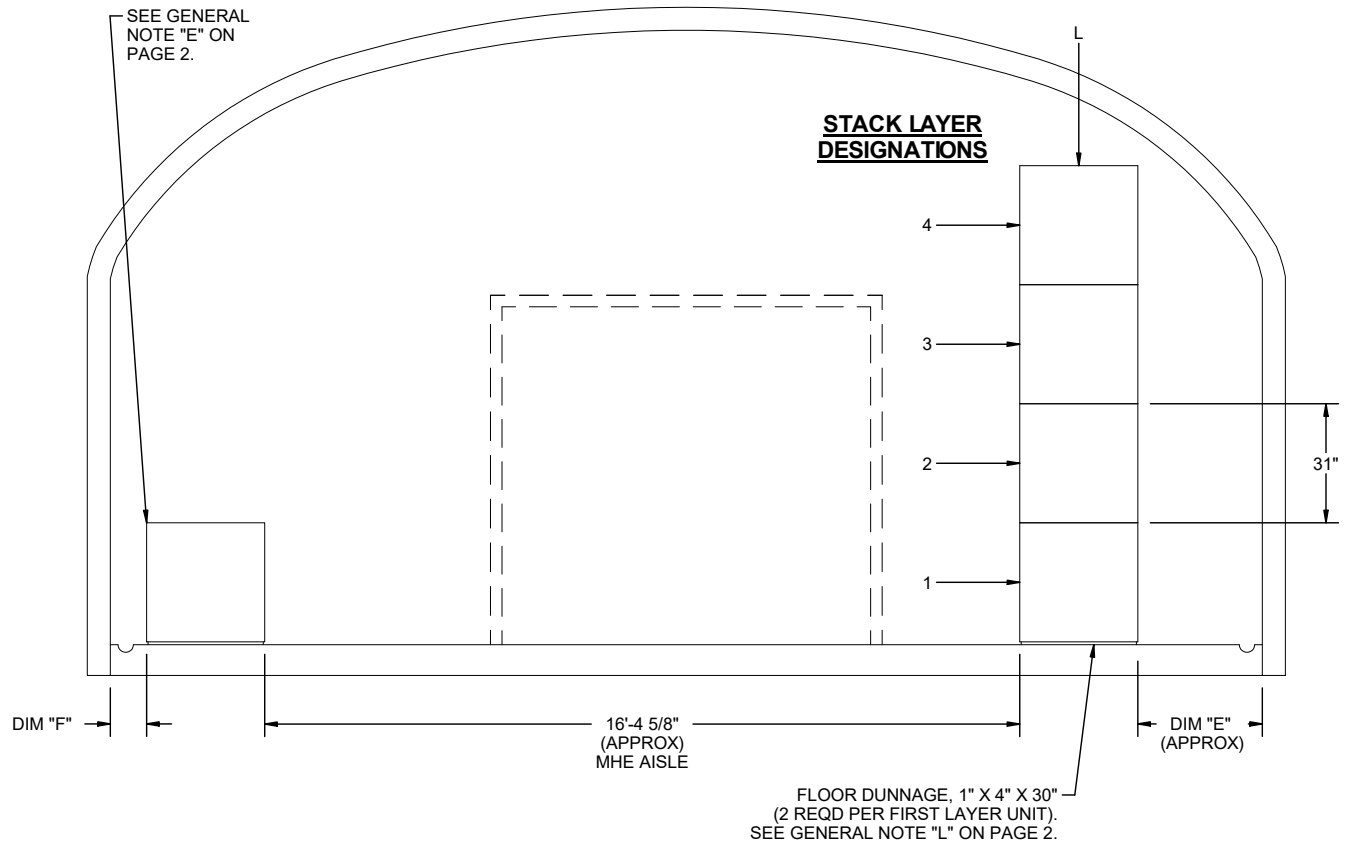 SEE GENERAL
NOTE "E" ON
PAGE 2.
L
STACK LAYER
DESIGNATIONS
4
3
2
31"
1
DIM "F"
16'-4 5/8"
(APPROX)
MHE AISLE
DIM "E"
(APPROX)
FLOOR DUNNAGE, 1" X 4" X 30"
(2 REQD PER FIRST LAYER UNIT).
SEE GENERAL NOTE "L" ON PAGE 2.